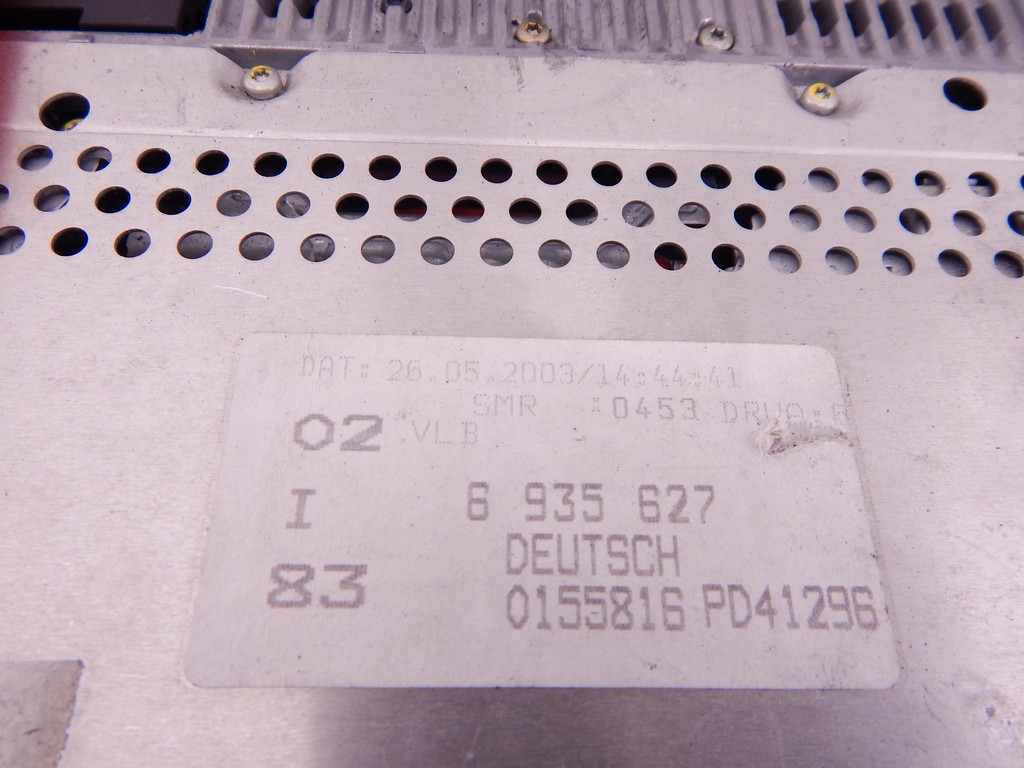 DAT: 26.05.2003/14:44:41
SMR :0453
02 :VLB
I 6 935 627
DEUTSCH
83 0155816 PD41296